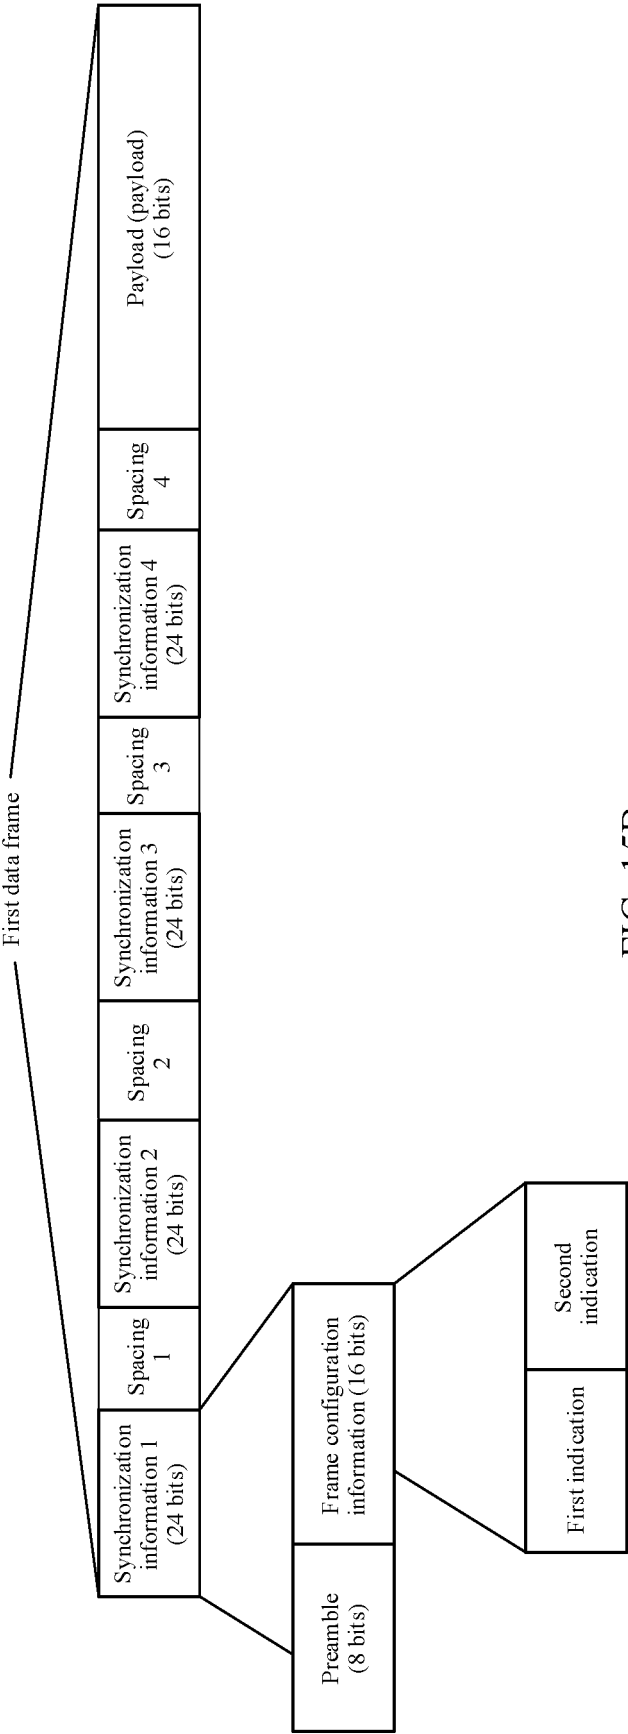 First data frame
Synchronization
information 1
(24 bits)
Spacing
1
Synchronization
information 2
(24 bits)
Spacing
2
Synchronization
information 3
(24 bits)
Spacing
3
Synchronization
information 4
(24 bits)
Spacing
4
Payload (payload)
(16 bits)
Preamble
(8 bits)
Frame configuration
information (16 bits)
First indication
Second
indication